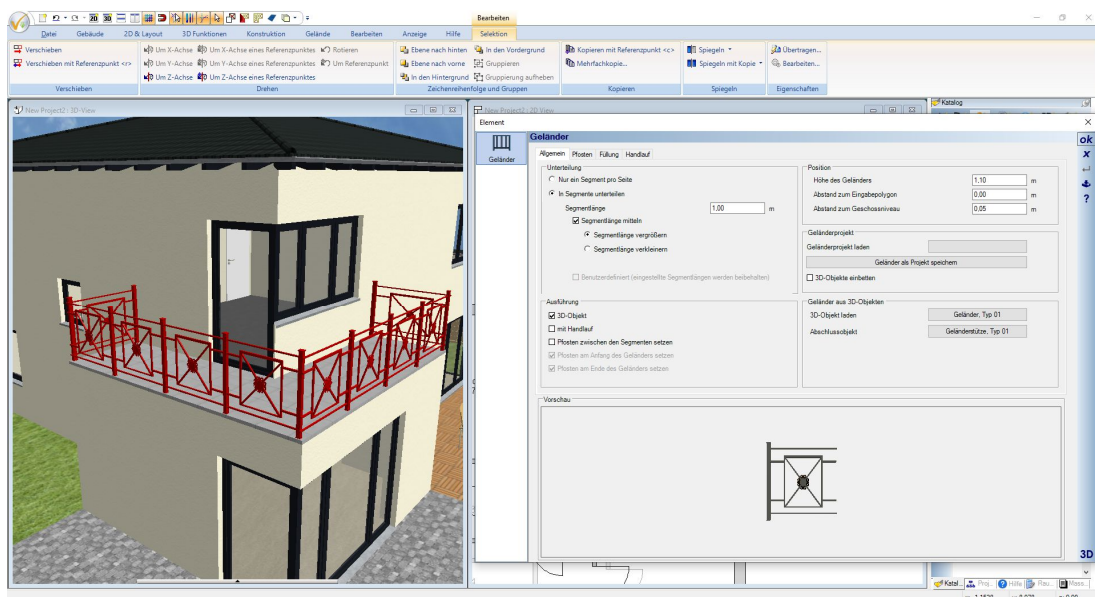 Bearbeiten
Datei Gebäude 2D & Layout 3D Funktionen Konstruktion Gelände Bearbeiten Anzeige Hilfe Selektion
Verschieben
Verschieben mit Referenzpunkt <r>
Verschieben
Um X-Achse Um X-Achse eines Referenzpunktes Rotieren
Um Y-Achse Um Y-Achse eines Referenzpunktes Um Referenzpunkt
Um Z-Achse Um Z-Achse eines Referenzpunktes
Drehen
Ebene nach hinten In den Vordergrund
Ebene nach vorne Gruppieren
In den Hintergrund Gruppierung aufheben
Zeichenreihenfolge und Gruppen
Kopieren mit Referenzpunkt <c>
Mehrfachkopie...
Kopieren
Spiegeln
Spiegeln mit Kopie
Spiegeln
Übertragen...
Bearbeiten...
Eigenschaften
New Project2 : 3D-View
New Project2 : 2D View
Katalog
Element
Geländer
Geländer
Allgemein Pfosten Füllung Handlauf
Unterteilung
Nur ein Segment pro Seite
In Segmente unterteilen
Segmentlänge 1,00 m
Segmentlänge mitteln
Segmentlänge vergrößern
Segmentlänge verkleinern
Benutzerdefiniert (eingestellte Segmentlängen werden beibehalten)
Position
Höhe des Geländers 1,10 m
Abstand zum Eingabepolygon 0,00 m
Abstand zum Geschossniveau 0,05 m
Geländerprojekt
Geländerprojekt laden
Geländer als Projekt speichern
3D-Objekte einbetten
Ausführung
3D-Objekt
mit Handlauf
Pfosten zwischen den Segmenten setzen
Pfosten am Anfang des Geländers setzen
Pfosten am Ende des Geländers setzen
Geländer aus 3D-Objekten
3D-Objekt laden Geländer, Typ 01
Abschlussobjekt Geländerstütze, Typ 01
Vorschau
ok
x
?
3D
Katal... Proj... Hilfe Rau... Mass...